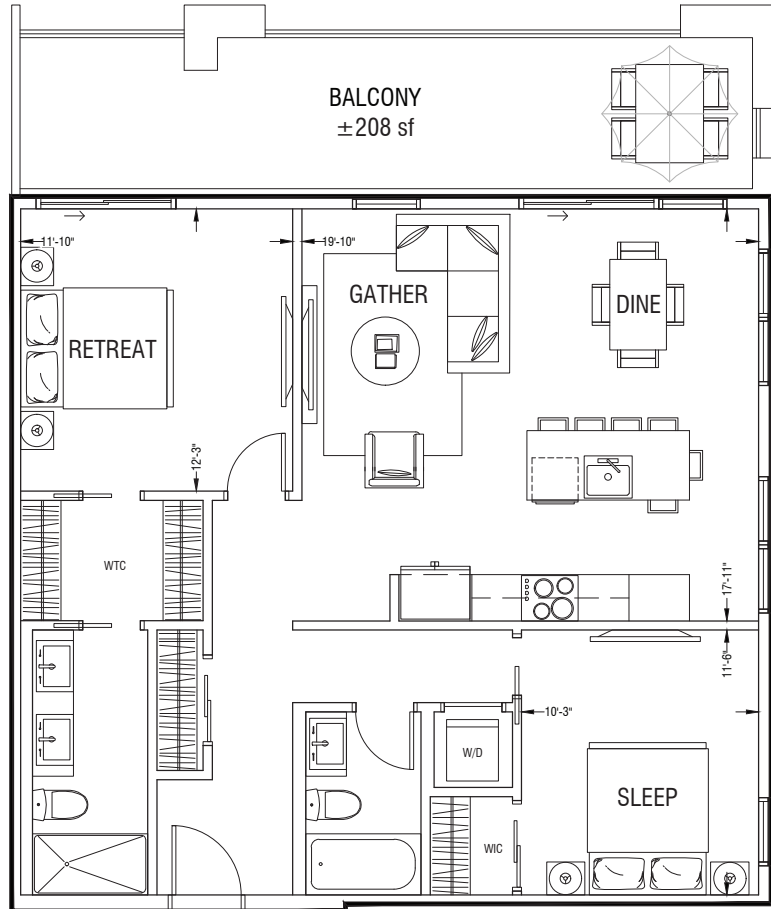 BALCONY
±208 sf
11'-10"
19'-10"
GATHER
DINE
RETREAT
12'-3"
WTC
17'-11"
11'-6"
10'-3"
W/D
SLEEP
WIC